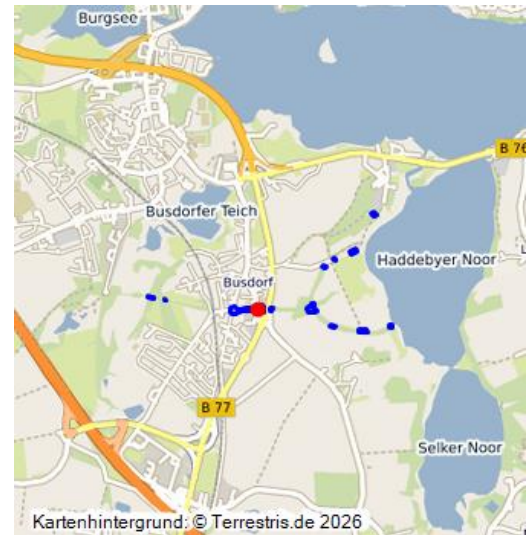 Burgsee
B 76
Busdorfer Teich
Haddebyer Noor
Busdorf
B 77
Selker Noor
Kartenhintergrund: © Terrestris.de 2026